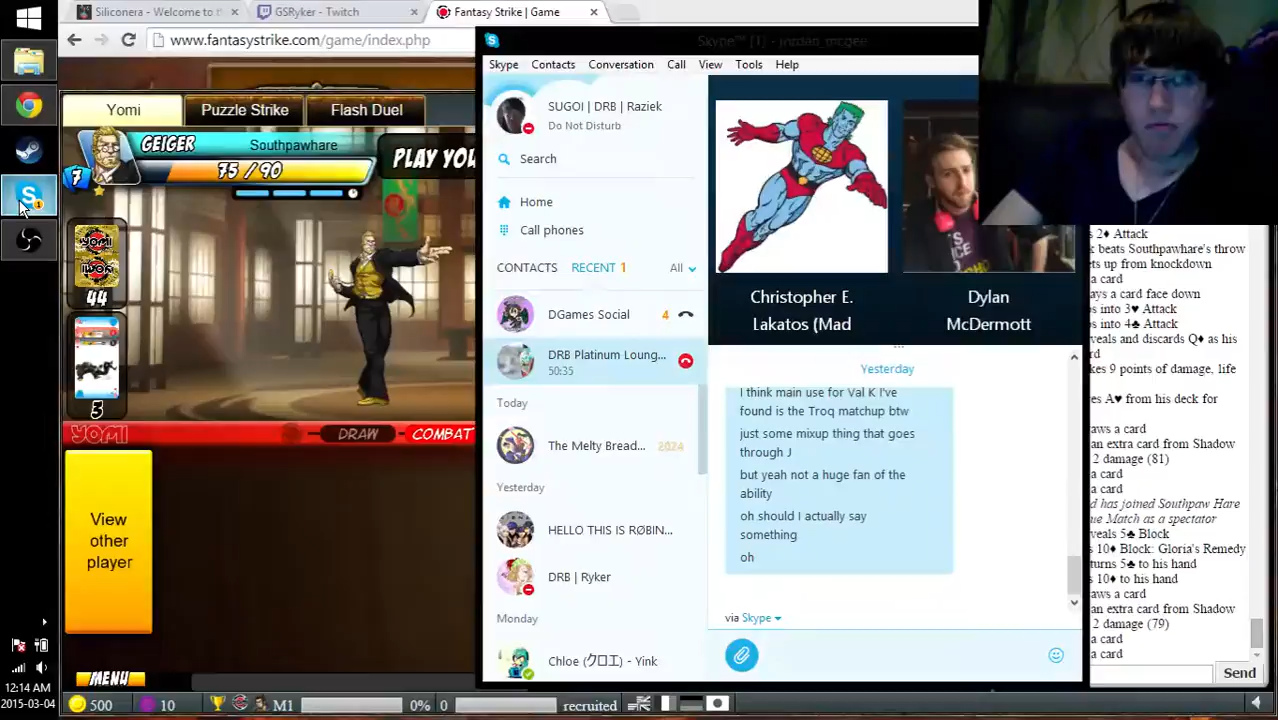 Siliconera - Welcome to th
GSRyker - Twitch
Fantasy Strike | Game
www.fantasystrike.com/game/index.php
Skype™ [1] - jordan_mcgee
Skype Contacts Conversation Call View Tools Help
Yomi
Puzzle Strike
Flash Duel
GEIGER
Southpawhare
75 / 90
7
PLAY YOU
YOMI
44
5
YOMI
DRAW
COMBAT
View
other
player
MENU
SUGOI | DRB | Raziek
Do Not Disturb
Search
Home
Call phones
CONTACTS
RECENT 1
All
DGames Social
4
DRB Platinum Loung...
50:35
Today
The Melty Bread...
2024
Yesterday
HELLO THIS IS RØBIN...
DRB | Ryker
Monday
Chloe (クロエ) - Yink
Christopher E.
Lakatos (Mad
Dylan
McDermott
Yesterday
I think main use for Val K I've
found is the Troq matchup btw
just some mixup thing that goes
through J
but yeah not a huge fan of the
ability
oh should I actually say
something
oh
via Skype
s 2♦ Attack
k beats Southpawhare's throw
ets up from knockdown
a card
ays a card face down
s into 3♥ Attack
s into 4♣ Attack
veals and discards Q♦ as his
rd
kes 9 points of damage, life
es A♥ from his deck for
aws a card
an extra card from Shadow
2 damage (81)
a card
a card
d has joined Southpaw Hare
ue Match as a spectator
veals 5♣ Block
s 10♦ Block: Gloria's Remedy
turns 5♣ to his hand
s 10♦ to his hand
aws a card
an extra card from Shadow
2 damage (79)
a card
a card
Send
12:14 AM
2015-03-04
500
10
M1
0%
0
recruited